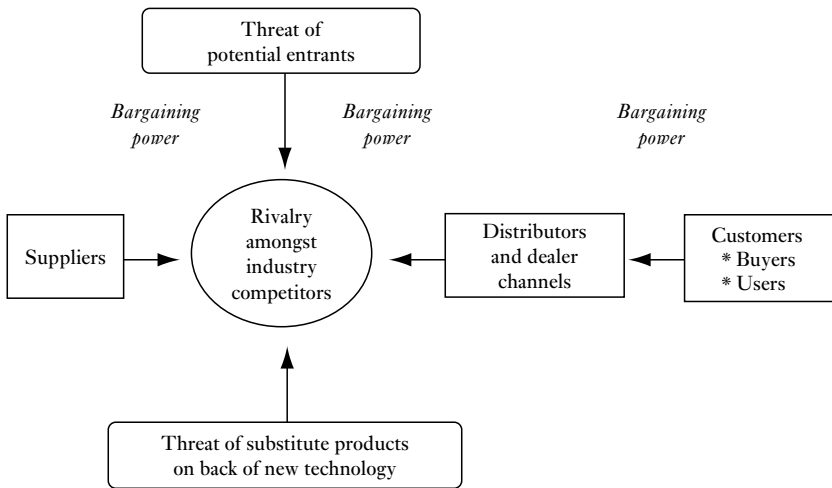 Threat of
potential entrants
Bargaining
power
Bargaining
power
Bargaining
power
Suppliers
Rivalry
amongst
industry
competitors
Distributors
and dealer
channels
Customers
* Buyers
* Users
Threat of substitute products
on back of new technology